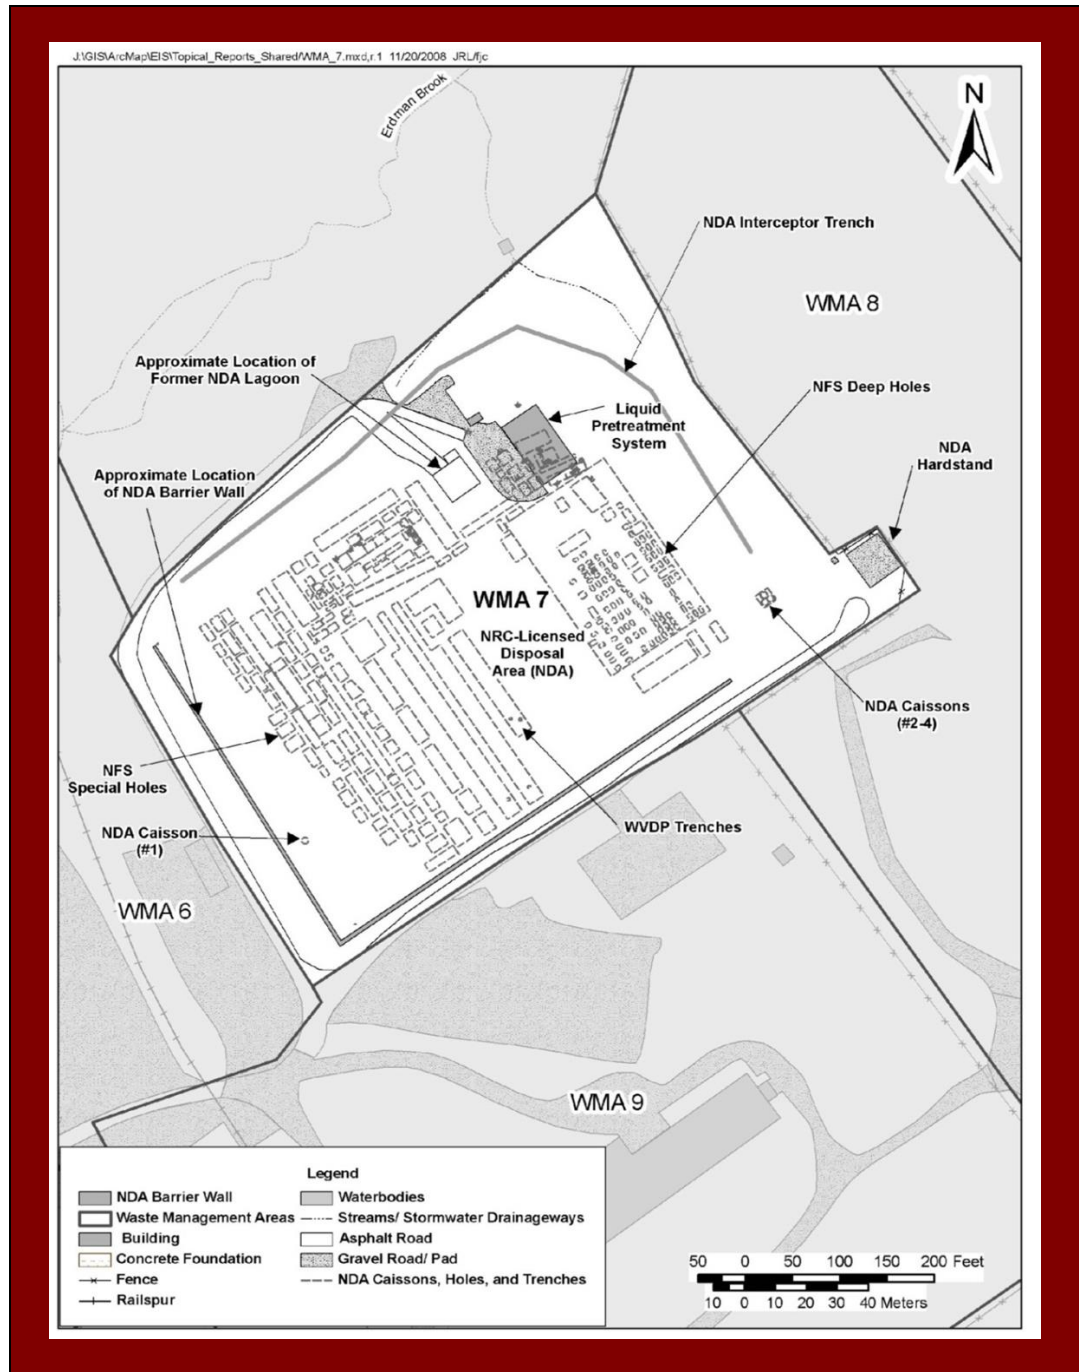 J:\GIS\ArcMap\EIS\Topical_Reports_Shared/WMA_7.mxd,r.1 11/20/2008 JRL/fjc
Erdman Brook
N
NDA Interceptor Trench
WMA 8
Approximate Location of
Former NDA Lagoon
NFS Deep Holes
Liquid
Pretreatment
System
NDA
Hardstand
Approximate Location
of NDA Barrier Wall
WMA 7
NRC-Licensed
Disposal
Area (NDA)
NDA Caissons
(#2-4)
NFS
Special Holes
WVDP Trenches
NDA Caisson
(#1)
WMA 6
WMA 9
Legend
NDA Barrier Wall
Waste Management Areas
Building
Concrete Foundation
Fence
Railspur
Waterbodies
Streams/ Stormwater Drainageways
Asphalt Road
Gravel Road/ Pad
NDA Caissons, Holes, and Trenches
50 0 50 100 150 200 Feet
10 0 10 20 30 40 Meters